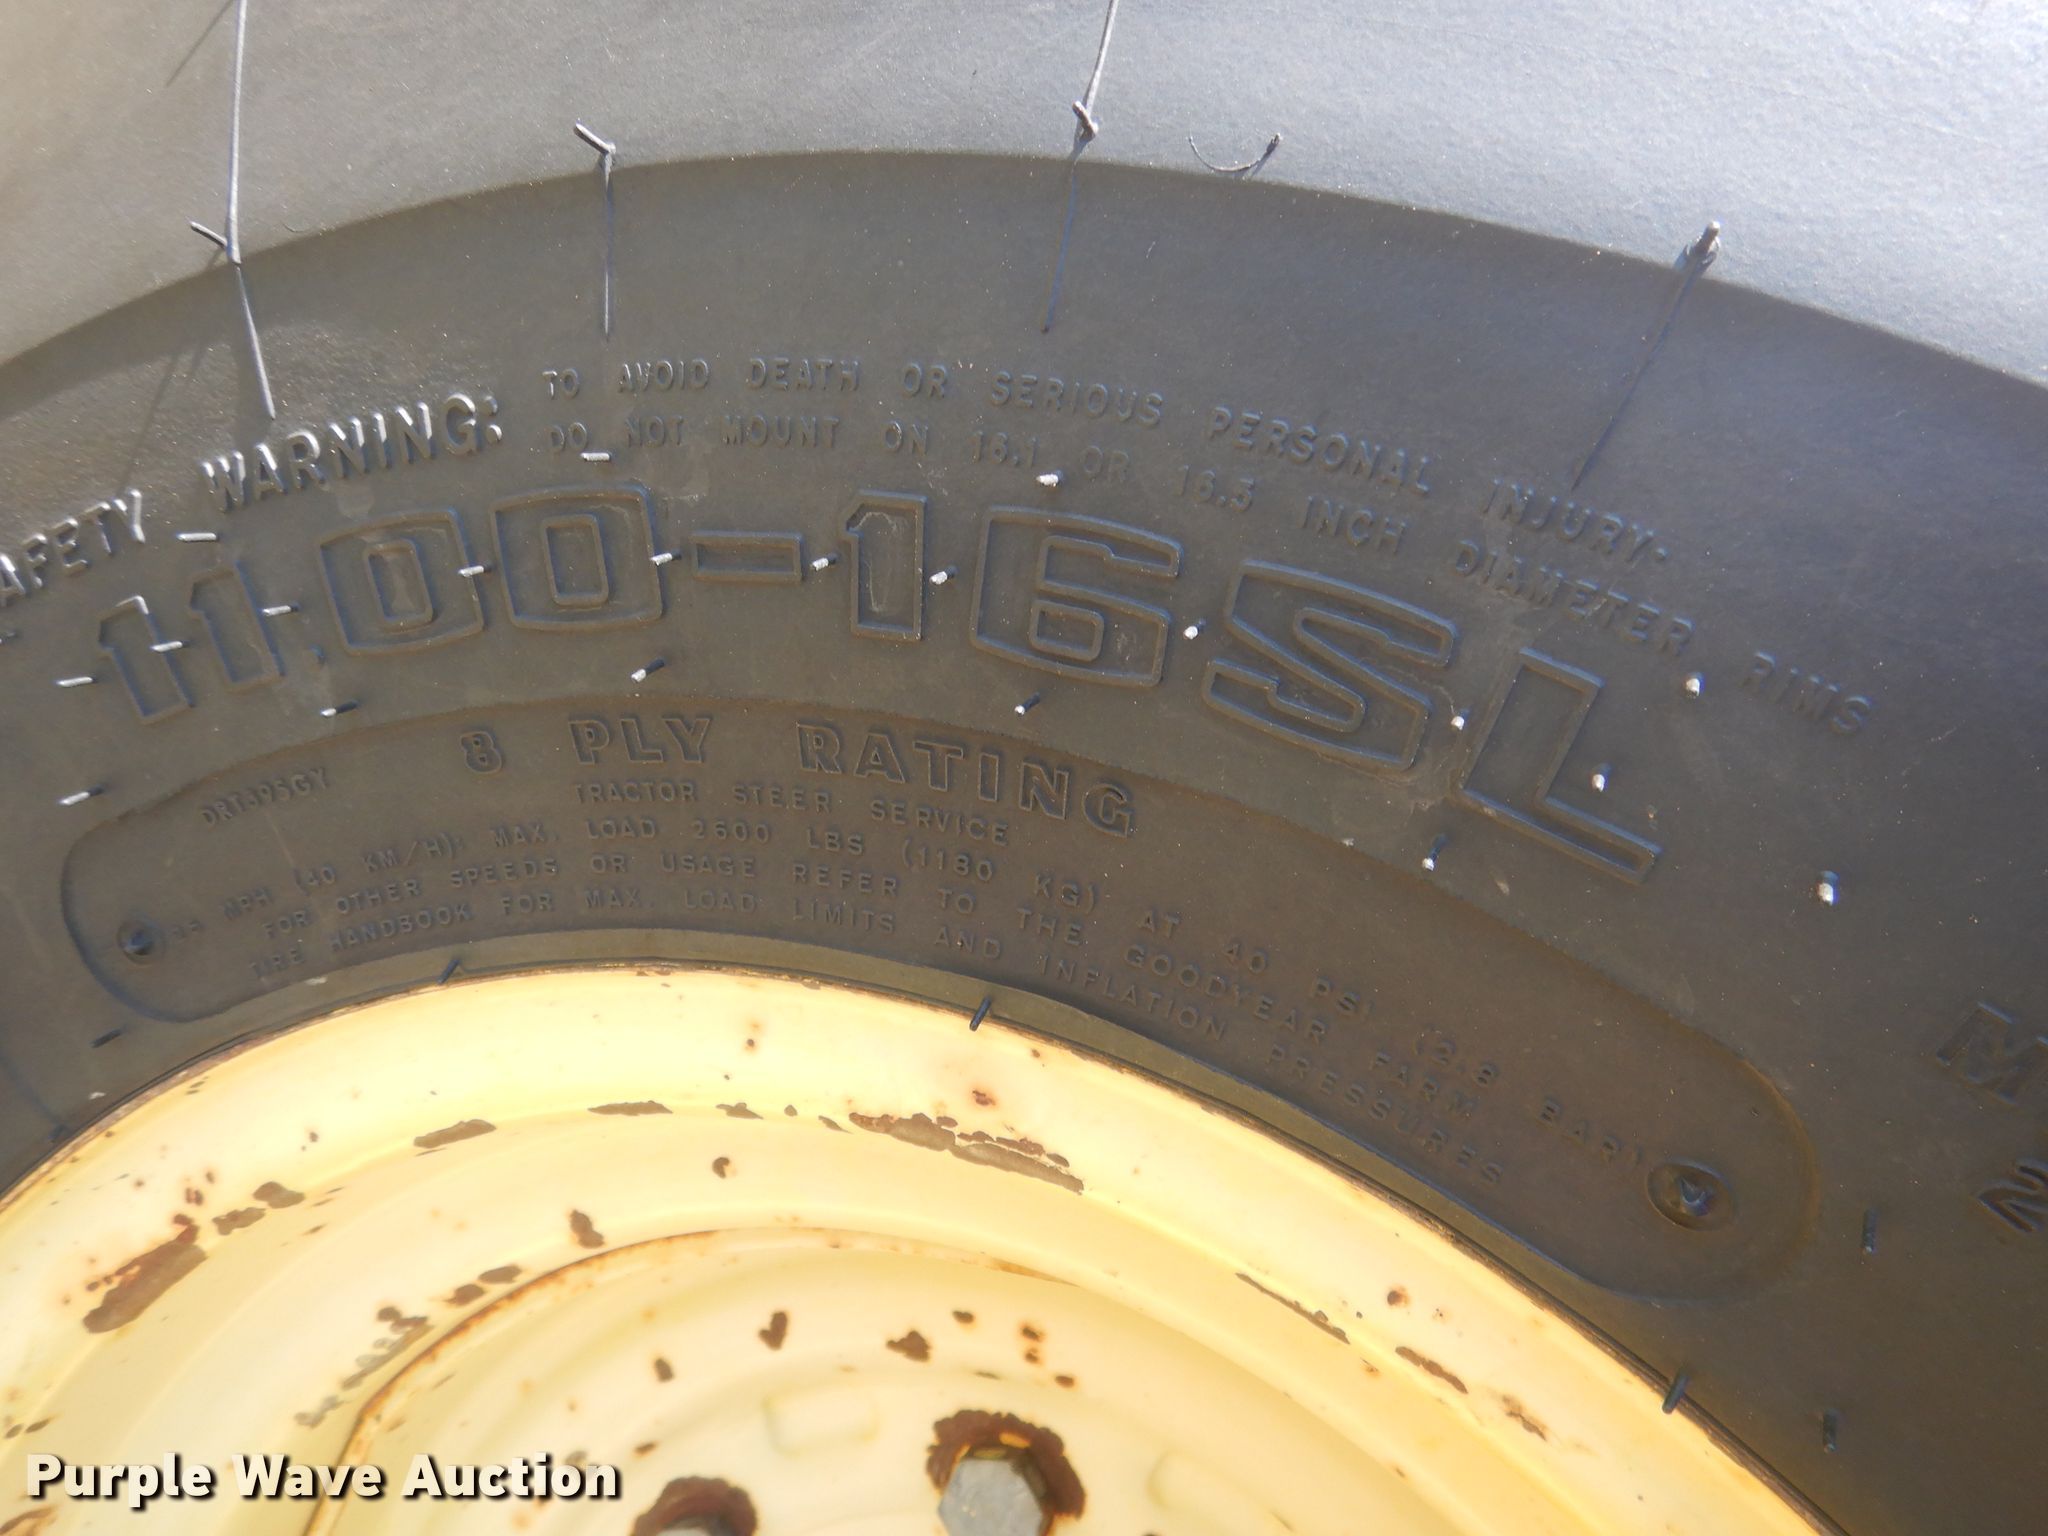 SAFETY WARNING: TO AVOID DEATH OR SERIOUS PERSONAL INJURY.
DO NOT MOUNT ON 16.1 OR 16.5 INCH DIAMETER RIMS
11.00-16SL
8 PLY RATING
DRT695GY
TRACTOR STEER SERVICE
MPH (40 KM/H): MAX. LOAD 2600 LBS (1180 KG) AT 40 PSI (2.8 BAR)
FOR OTHER SPEEDS OR USAGE REFER TO THE GOODYEAR FARM
TIRE HANDBOOK FOR MAX. LOAD LIMITS AND INFLATION PRESSURES
Purple Wave Auction